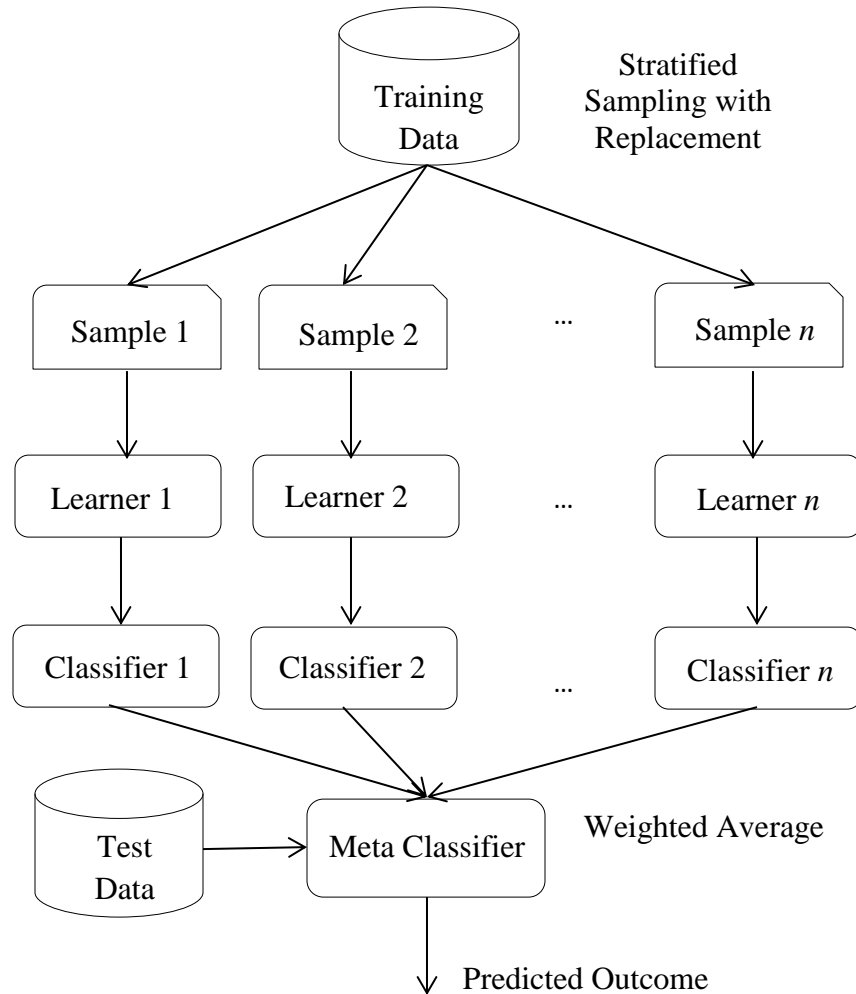 Training
Data
Stratified
Sampling with
Replacement
Sample 1
Sample 2
...
Sample n
Learner 1
Learner 2
...
Learner n
Classifier 1
Classifier 2
...
Classifier n
Test
Data
Meta Classifier
Weighted Average
Predicted Outcome